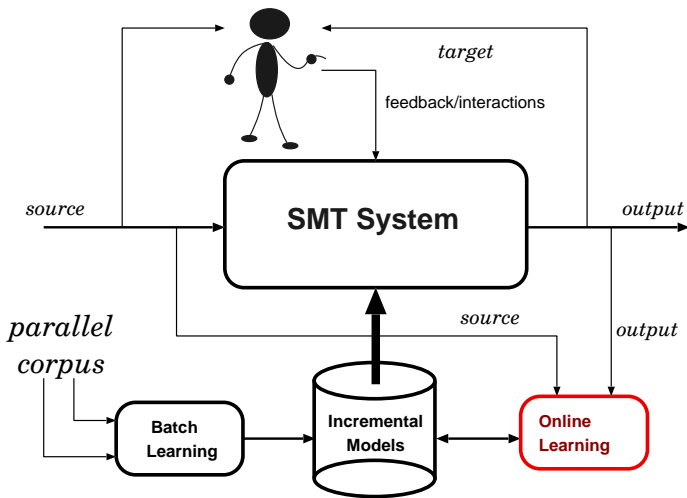 target
feedback/interactions
source
SMT System
output
source
output
parallel
corpus
Batch
Learning
Incremental
Models
Online
Learning